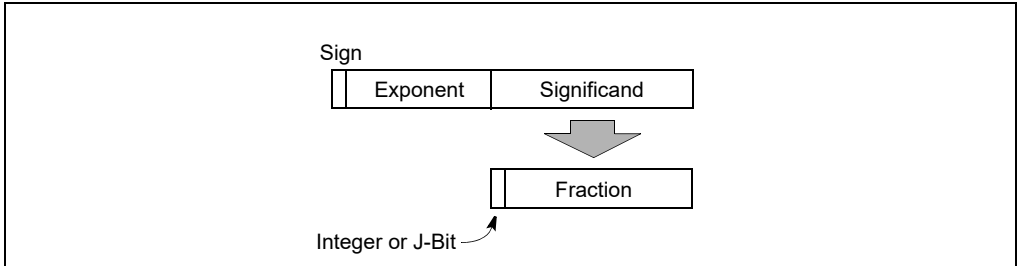 Sign
Exponent Significand
Fraction
Integer or J-Bit